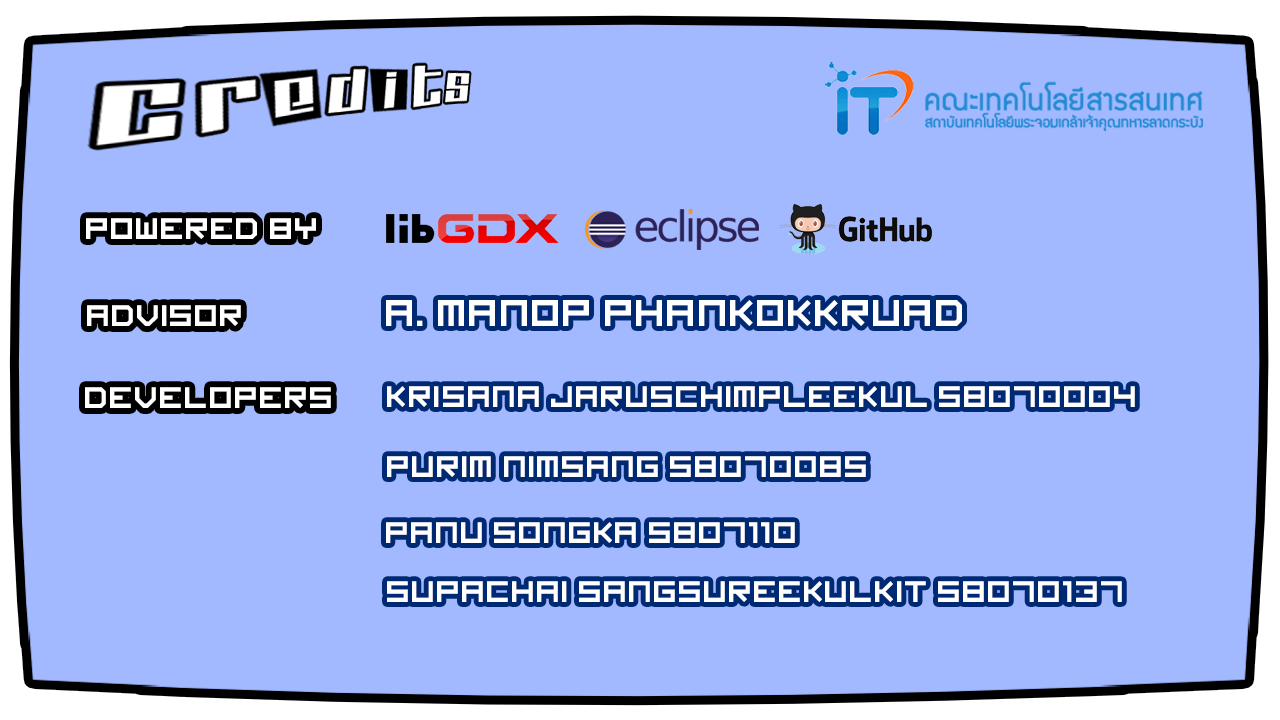 Credits
iT คณะเทคโนโลยีสารสนเทศ
สถาบันเทคโนโลยีพระจอมเกล้าเจ้าคุณทหารลาดกระบัง
POWERED BY libGDX eclipse GitHub
ADVISOR A. MANOP PHANKOKKRUAD
DEVELOPERS KRISANA JARUSCHIMPLEEKUL 58070004
PURIM NIMSANG 58070085
PANU SONGKA 5807110
SUPACHAI SANGSUREEKULKIT 58070137